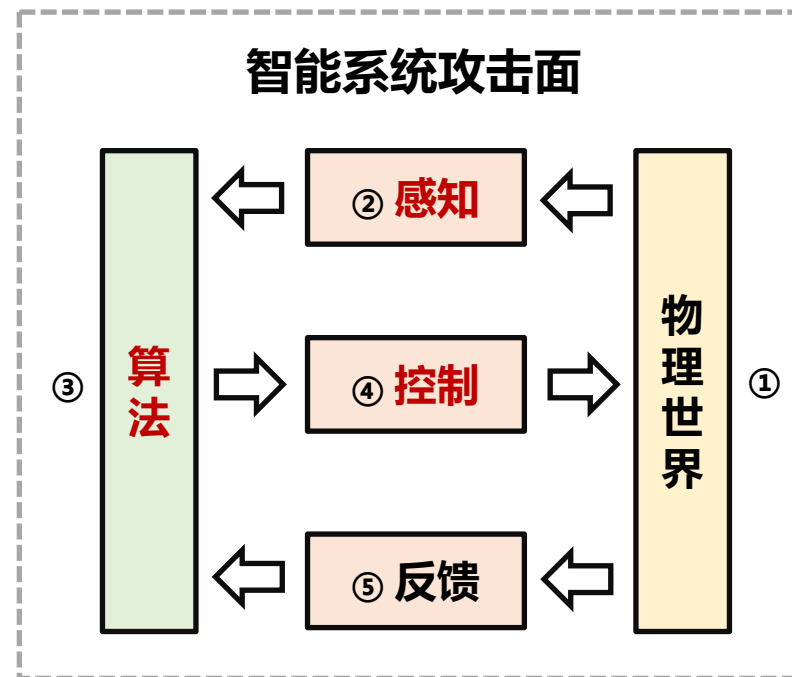 智能系统攻击面
② 感知
③
算法
④ 控制
物理世界
①
⑤ 反馈